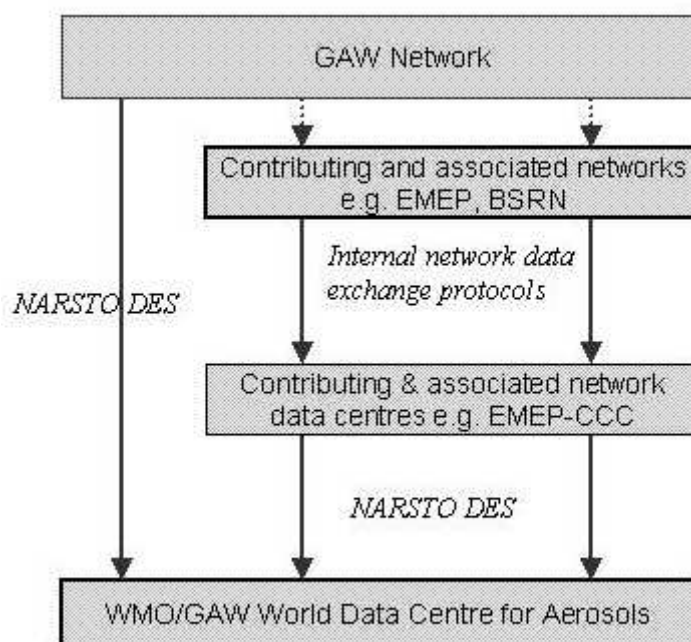 GAW Network
Contributing and associated networks
e.g. EMEP, BSRN
Internal network data
exchange protocols
NARSTO DES
Contributing & associated network
data centres e.g. EMEP-CCC
NARSTO DES
WMO/GAW World Data Centre for Aerosols